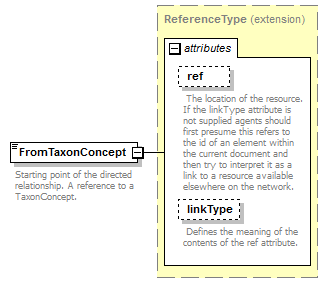 ReferenceType (extension)
attributes
ref
The location of the resource.
If the linkType attribute is
not supplied agents should
first presume this refers to
the id of an element within
the current document and
then try to interpret it as a
link to a resource available
elsewhere on the network.
linkType
Defines the meaning of the
contents of the ref attribute.
FromTaxonConcept
Starting point of the directed
relationship. A reference to a
TaxonConcept.